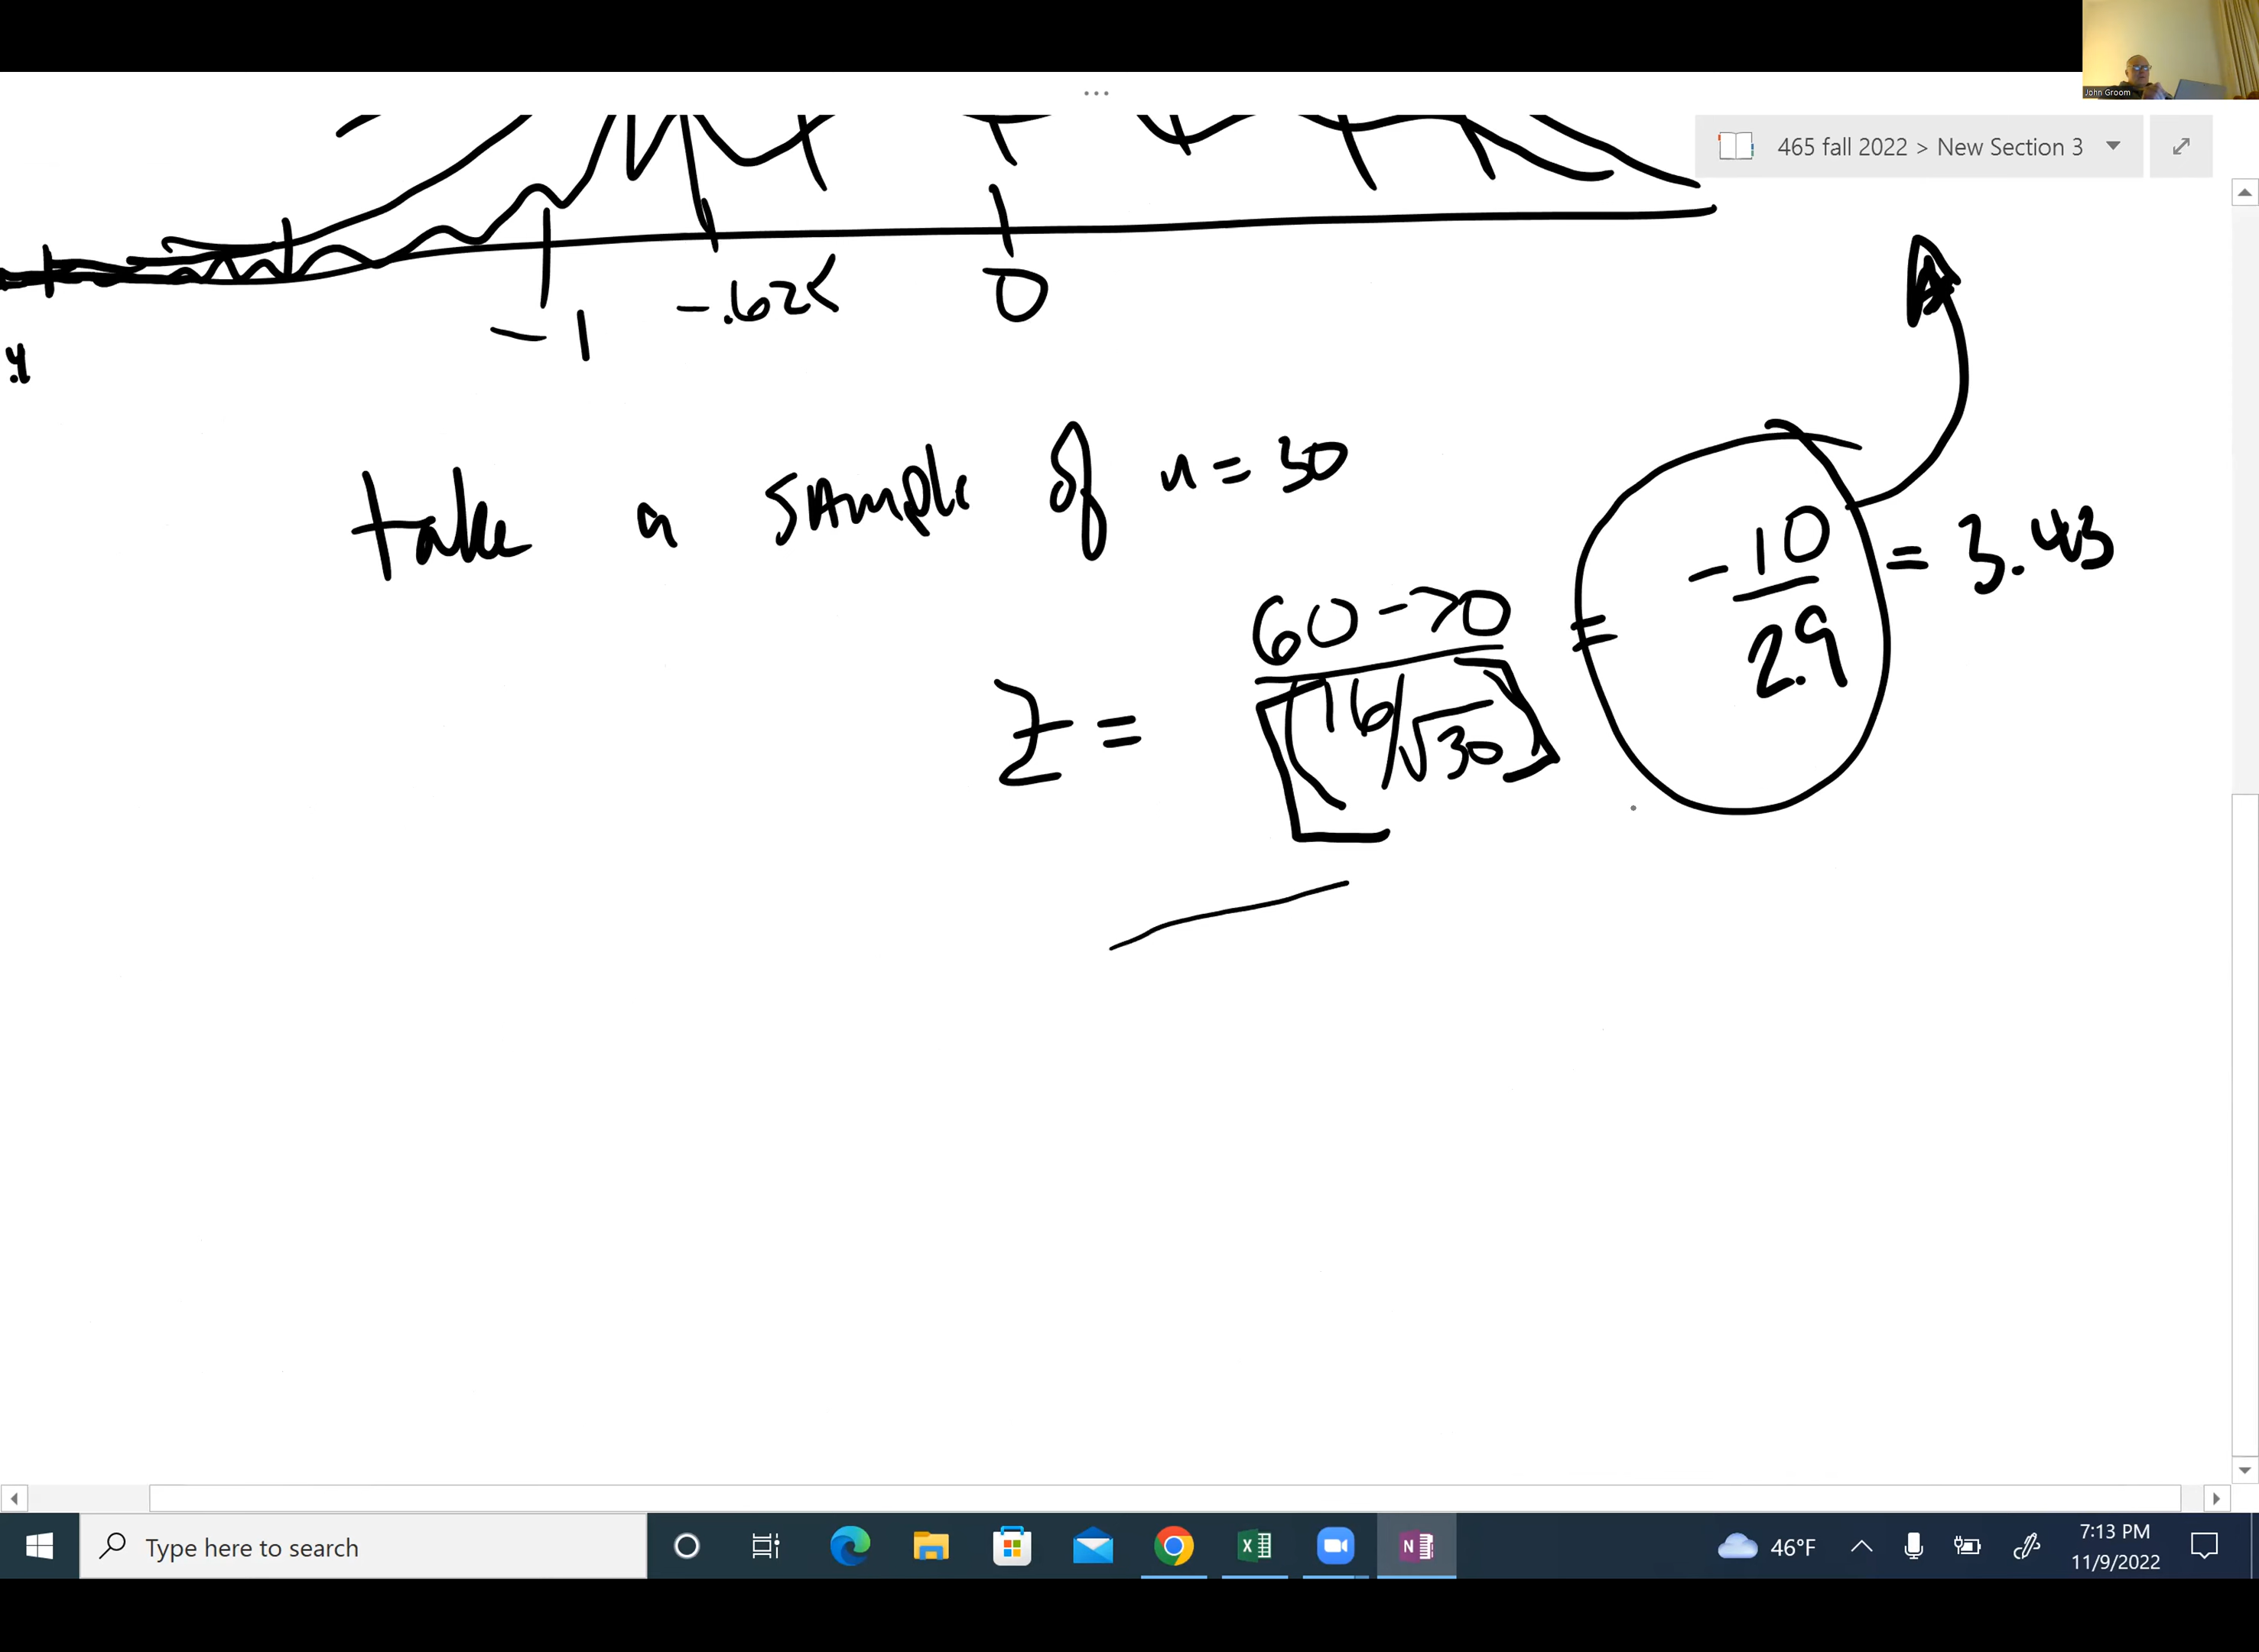 John Groom
465 fall 2022 > New Section 3
-1 -.625 0
.4
take a sample of n = 30
Z = 60-70 / [(16/√30)] = -10 / 2.9 = 3.43
Type here to search
46°F
7:13 PM
11/9/2022